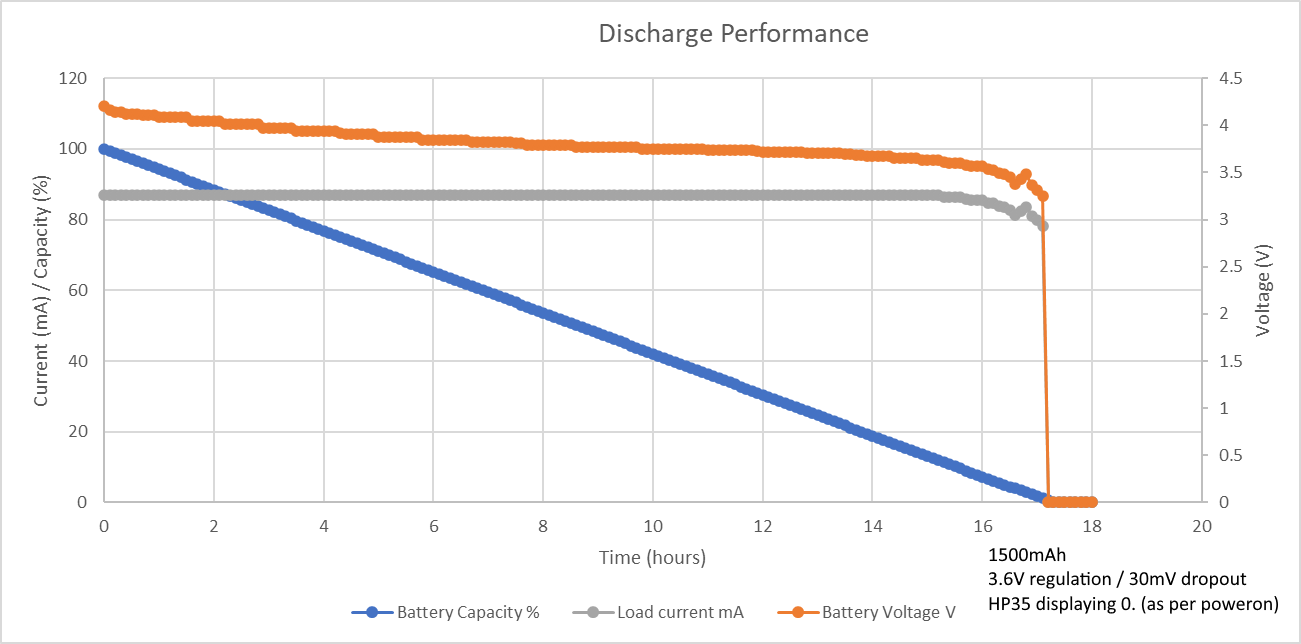 Discharge Performance
120
100
80
60
40
20
0
Current (mA) / Capacity (%)
4.5
4
3.5
3
2.5
2
1.5
1
0.5
0
Voltage (V)
0 2 4 6 8 10 12 14 16 18 20
Time (hours)
1500mAh
3.6V regulation / 30mV dropout
HP35 displaying 0. (as per poweron)
Battery Capacity % Load current mA Battery Voltage V